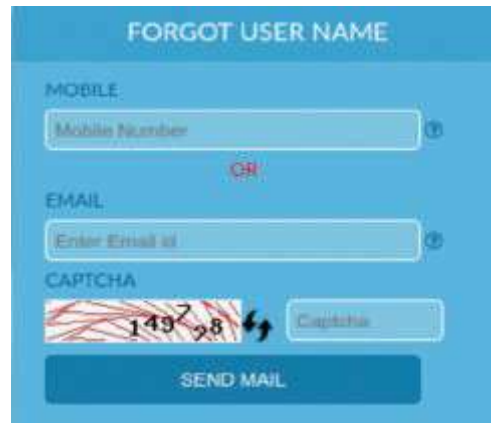 FORGOT USER NAME
MOBILE
Mobile Number
OR
EMAIL
Enter Email id
CAPTCHA
Captcha
SEND MAIL